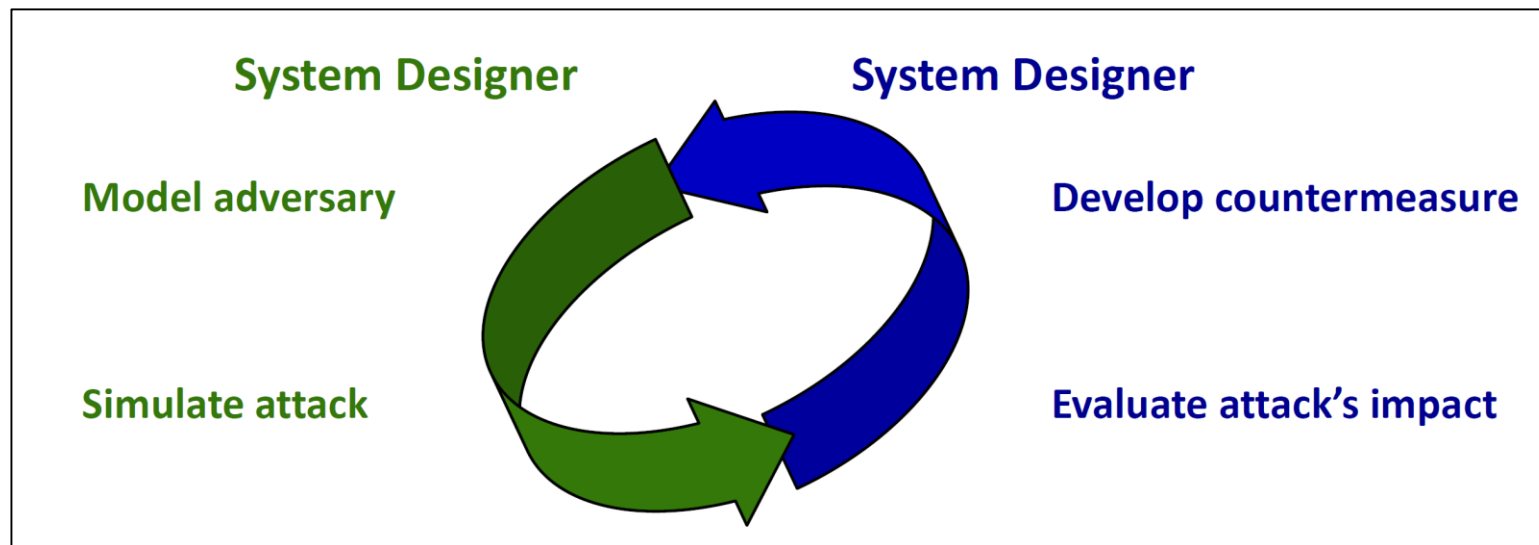 System Designer
System Designer
Model adversary
Develop countermeasure
Simulate attack
Evaluate attack’s impact